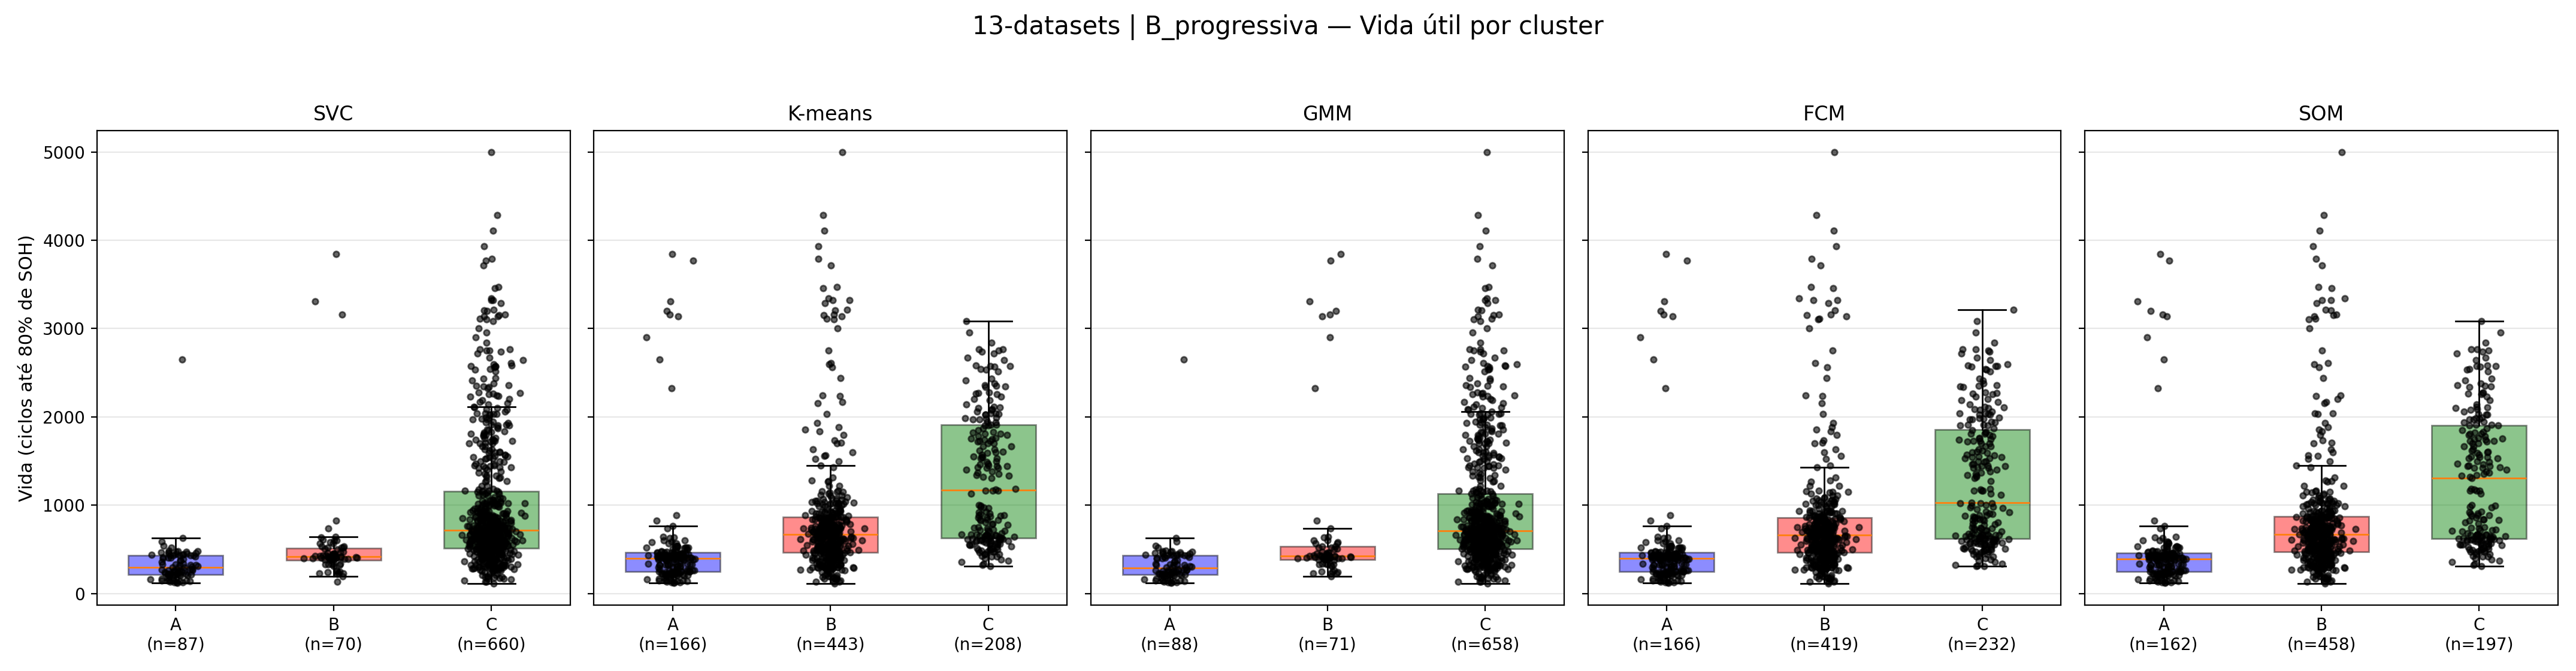 13-datasets | B_progressiva — Vida útil por cluster
SVC
K-means
GMM
FCM
SOM
Vida (ciclos até 80% de SOH)
5000
4000
3000
2000
1000
0
A
(n=87)
B
(n=70)
C
(n=660)
A
(n=166)
B
(n=443)
C
(n=208)
A
(n=88)
B
(n=71)
C
(n=658)
A
(n=166)
B
(n=419)
C
(n=232)
A
(n=162)
B
(n=458)
C
(n=197)